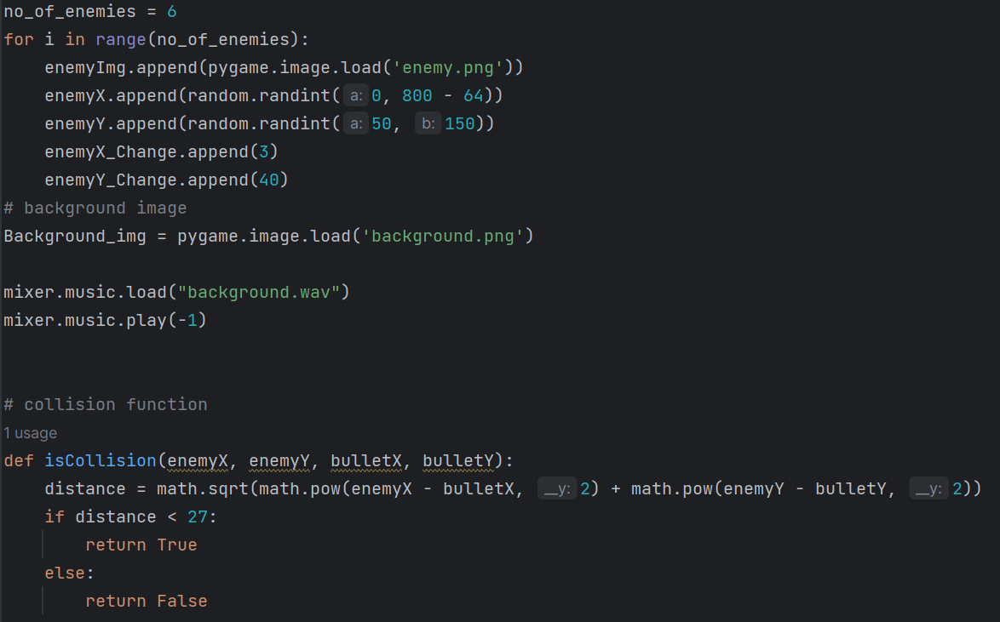 no_of_enemies = 6
for i in range(no_of_enemies):
    enemyImg.append(pygame.image.load('enemy.png'))
    enemyX.append(random.randint( a: 0, 800 - 64))
    enemyY.append(random.randint( a: 50,  b: 150))
    enemyX_Change.append(3)
    enemyY_Change.append(40)
# background image
Background_img = pygame.image.load('background.png')
mixer.music.load("background.wav")
mixer.music.play(-1)
# collision function
1 usage
def isCollision(enemyX, enemyY, bulletX, bulletY):
    distance = math.sqrt(math.pow(enemyX - bulletX,  __y: 2) + math.pow(enemyY - bulletY,  __y: 2))
    if distance < 27:
        return True
    else:
        return False